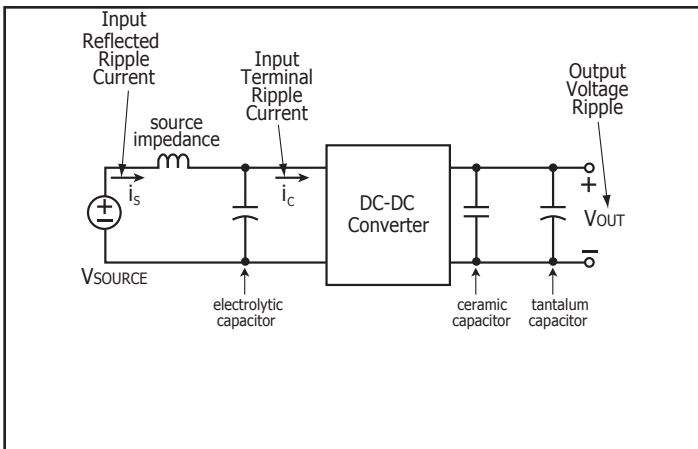 Input
Reflected
Ripple
Current
Input
Terminal
Ripple
Current
Output
Voltage
Ripple
source
impedance
iS
iC
DC-DC
Converter
+
−
+
VOUT
−
VSOURCE
electrolytic
capacitor
ceramic
capacitor
tantalum
capacitor